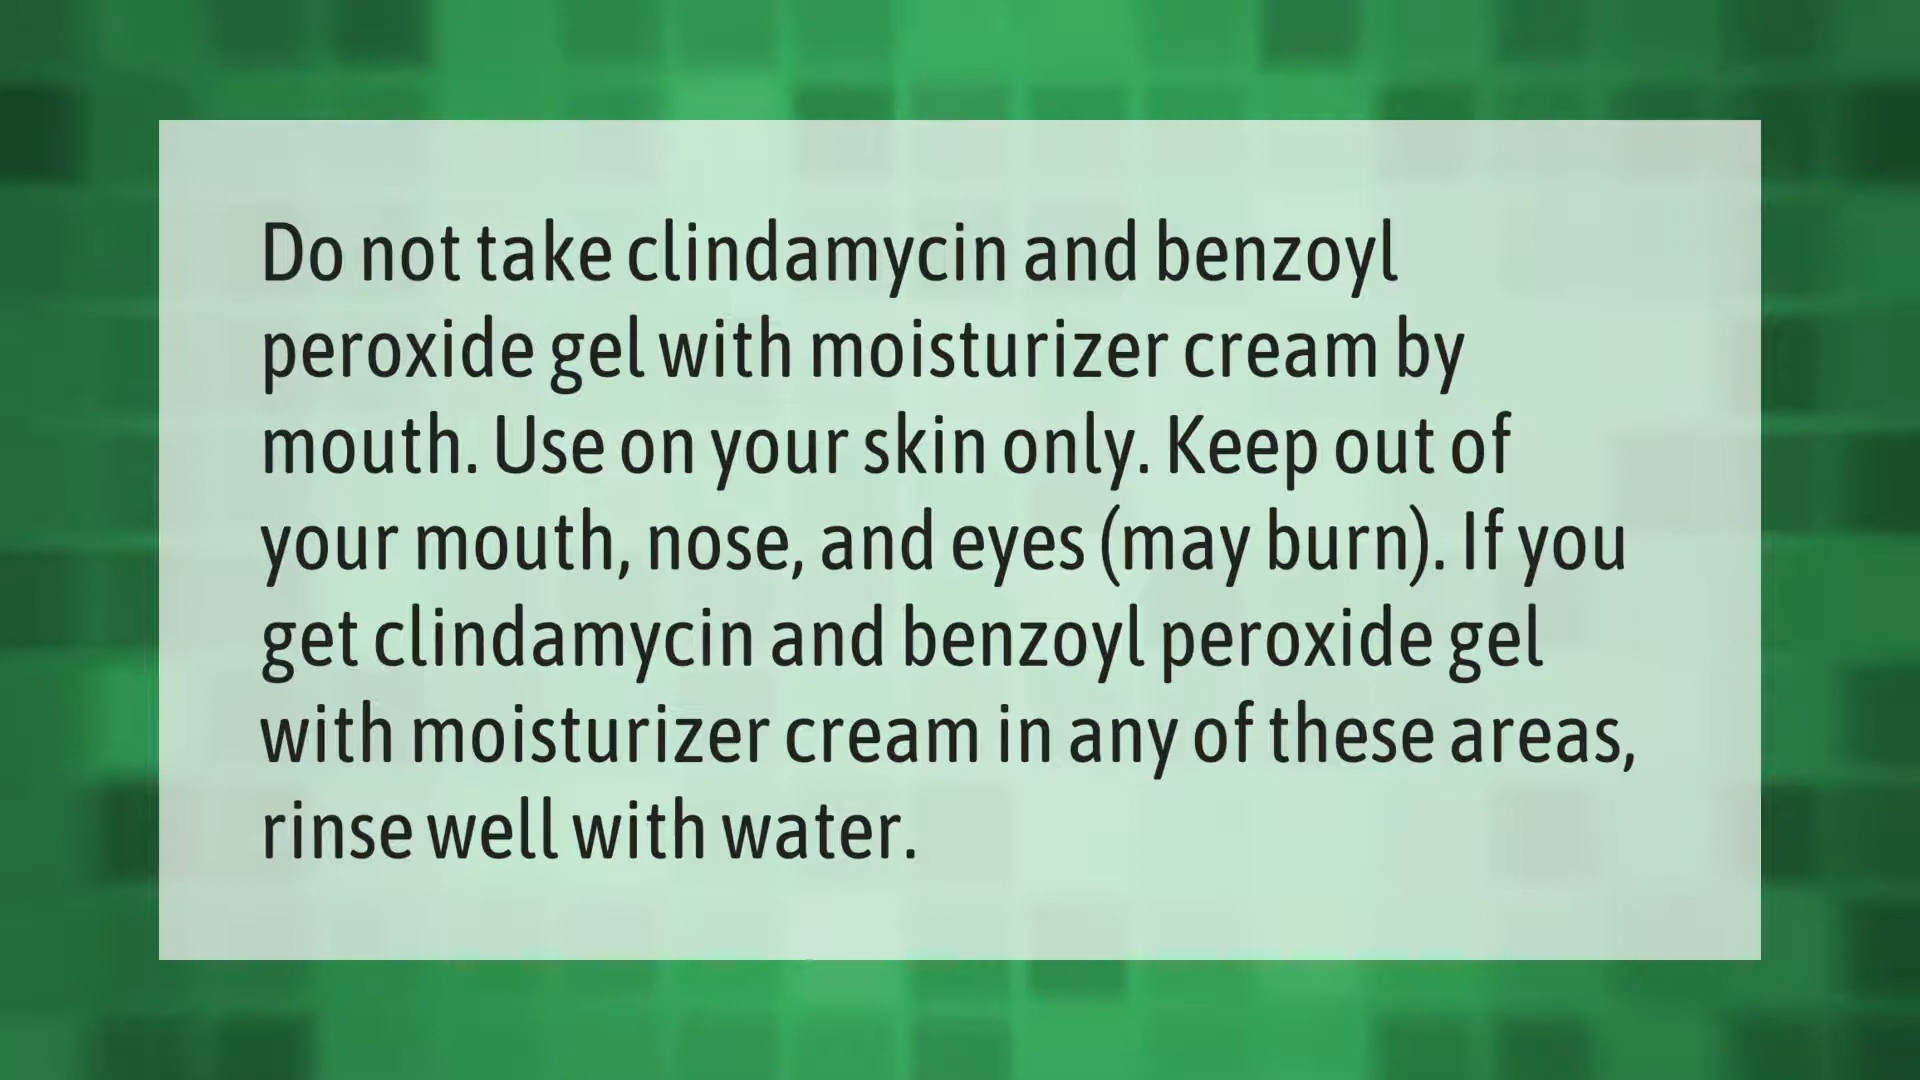 Do not take clindamycin and benzoyl
peroxide gel with moisturizer cream by
mouth. Use on your skin only. Keep out of
your mouth, nose, and eyes (may burn). If you
get clindamycin and benzoyl peroxide gel
with moisturizer cream in any of these areas,
rinse well with water.